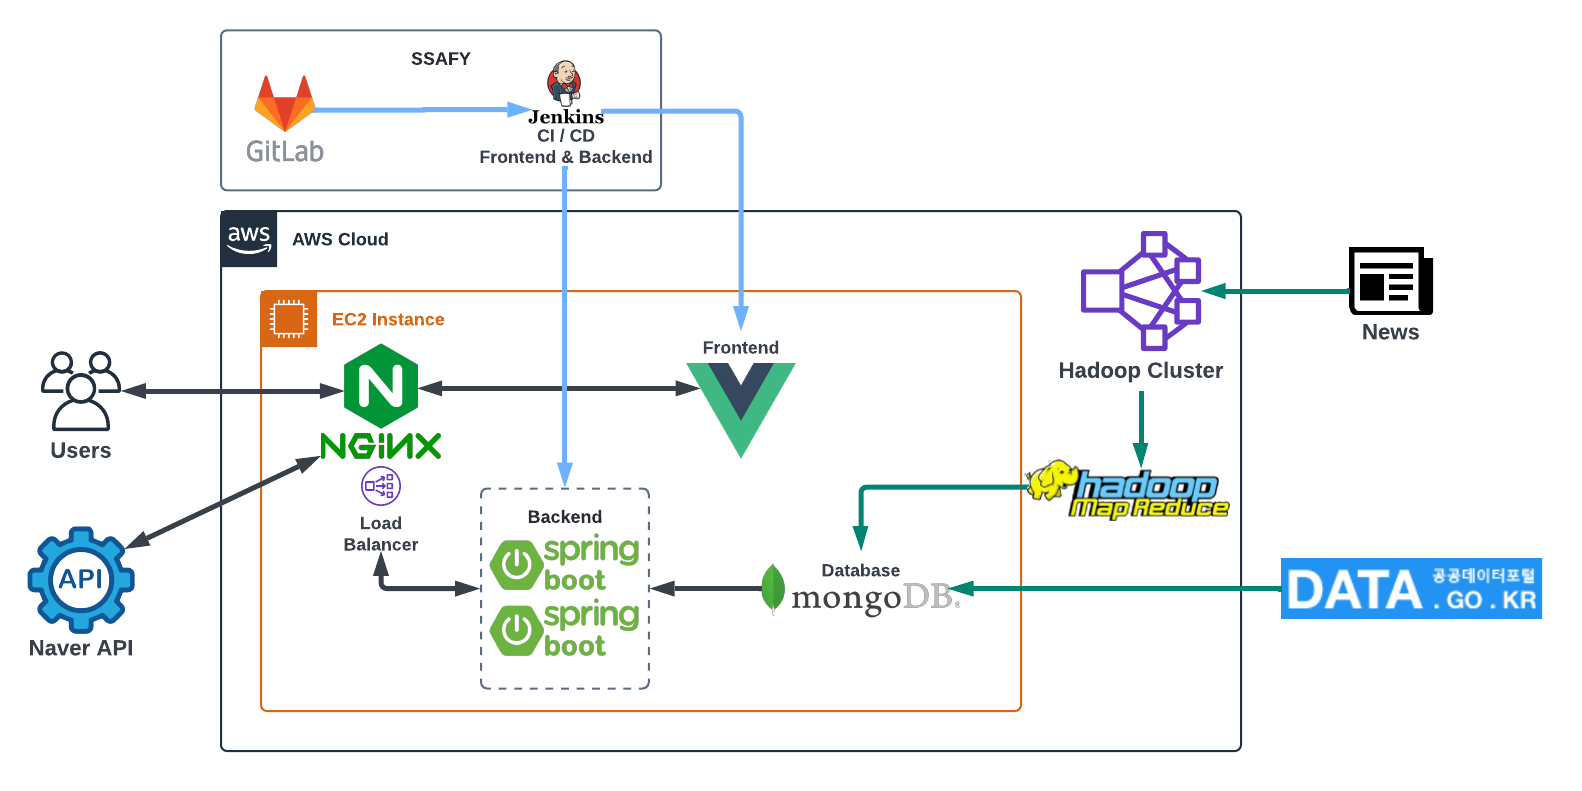 SSAFY
GitLab
Jenkins
CI / CD
Frontend & Backend
aws
AWS Cloud
EC2 Instance
Users
N
NGiNX
Load
Balancer
Frontend
Backend
spring
boot
spring
boot
Database
mongoDB®
Hadoop Cluster
News
hadoop
Map Reduce
API
Naver API
DATA
공공데이터포털
.GO.KR